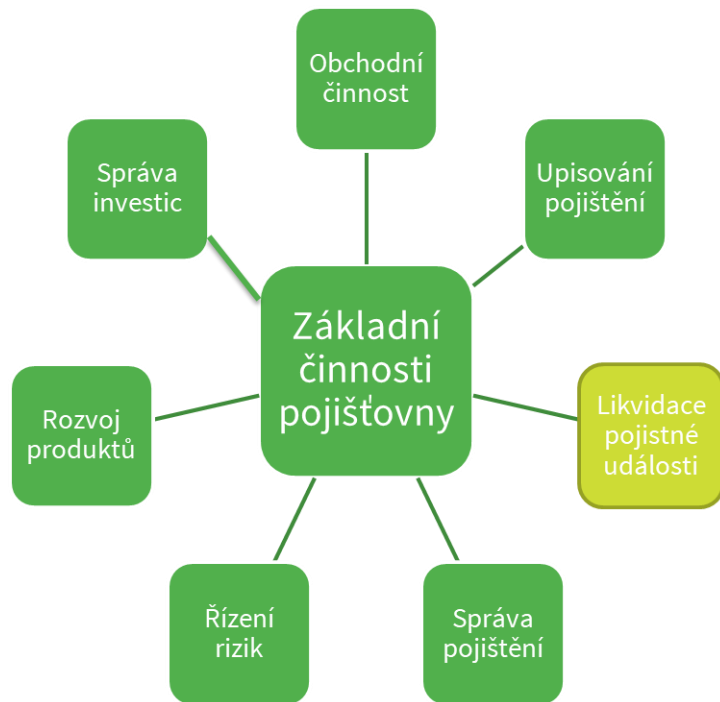 Obchodní
činnost
Správa
investic
Upisování
pojištění
Základní
činnosti
pojišťovny
Likvidace
pojistné
události
Rozvoj
produktů
Řízení
rizik
Správa
pojištění